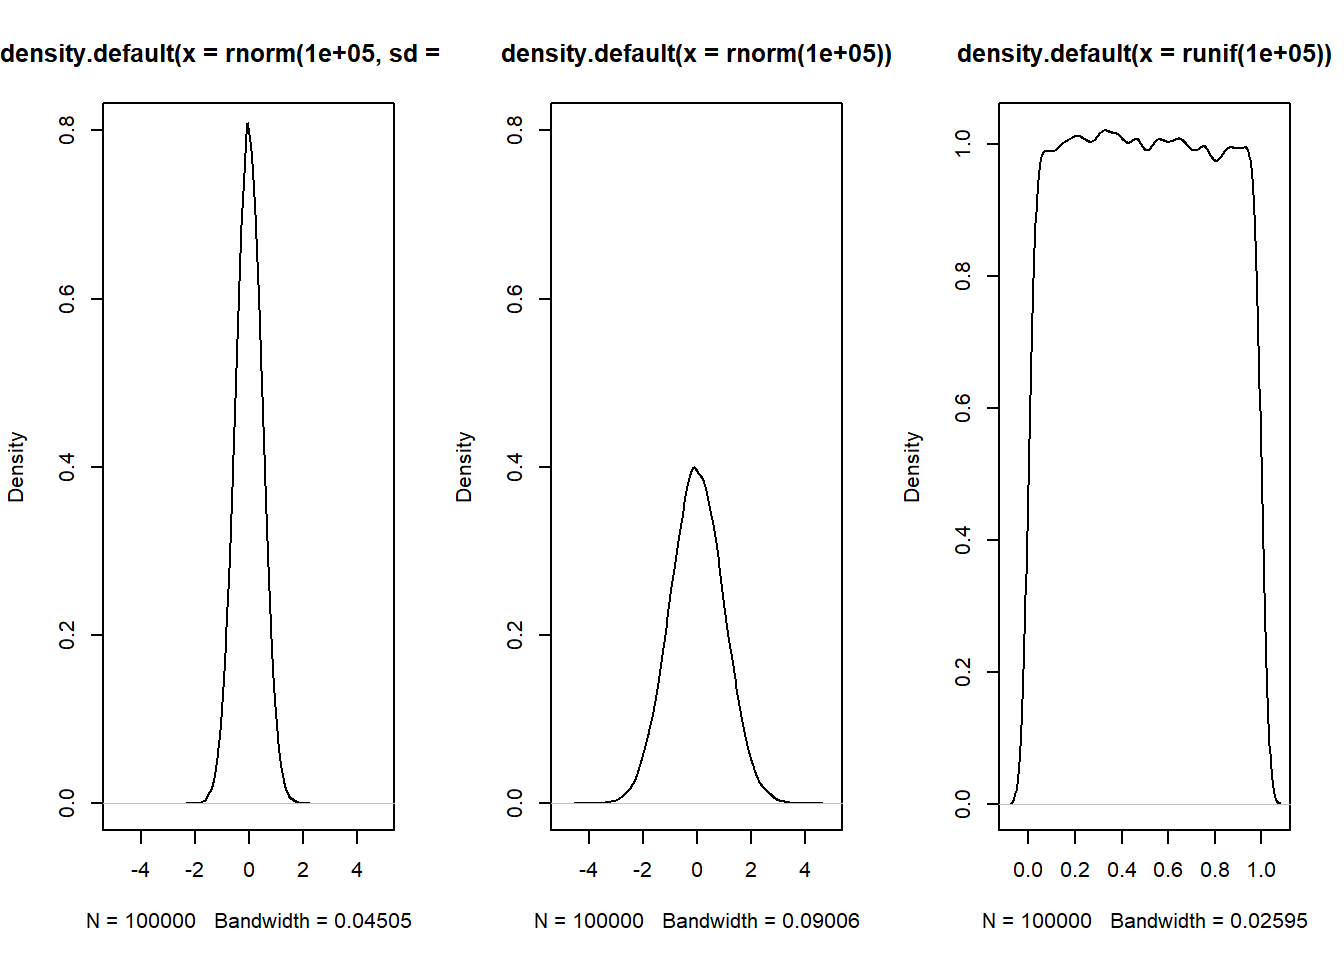 density.default(x = rnorm(1e+05, sd =
0.0 0.2 0.4 0.6 0.8
Density
-4 -2 0 2 4
N = 100000 Bandwidth = 0.04505
density.default(x = rnorm(1e+05))
0.0 0.2 0.4 0.6 0.8
Density
-4 -2 0 2 4
N = 100000 Bandwidth = 0.09006
density.default(x = runif(1e+05))
0.0 0.2 0.4 0.6 0.8 1.0
Density
0.0 0.2 0.4 0.6 0.8 1.0
N = 100000 Bandwidth = 0.02595